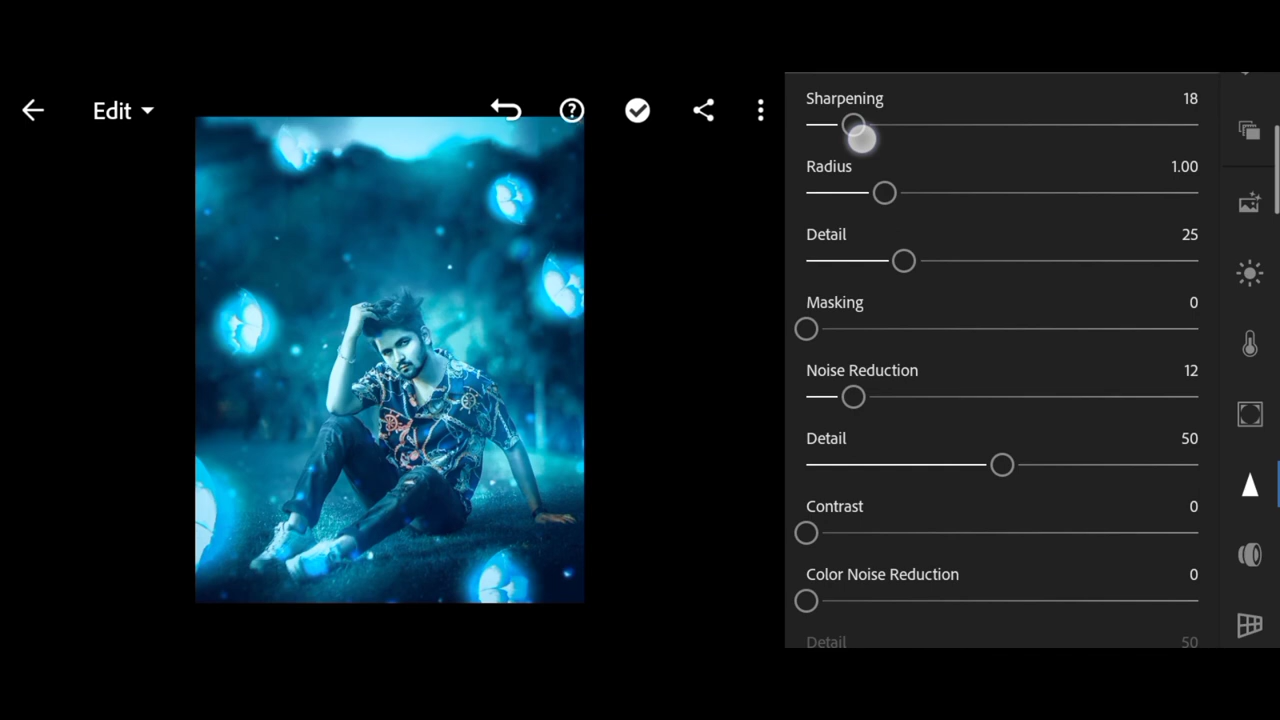 Edit
Sharpening 18
Radius 1.00
Detail 25
Masking 0
Noise Reduction 12
Detail 50
Contrast 0
Color Noise Reduction 0
Detail 50